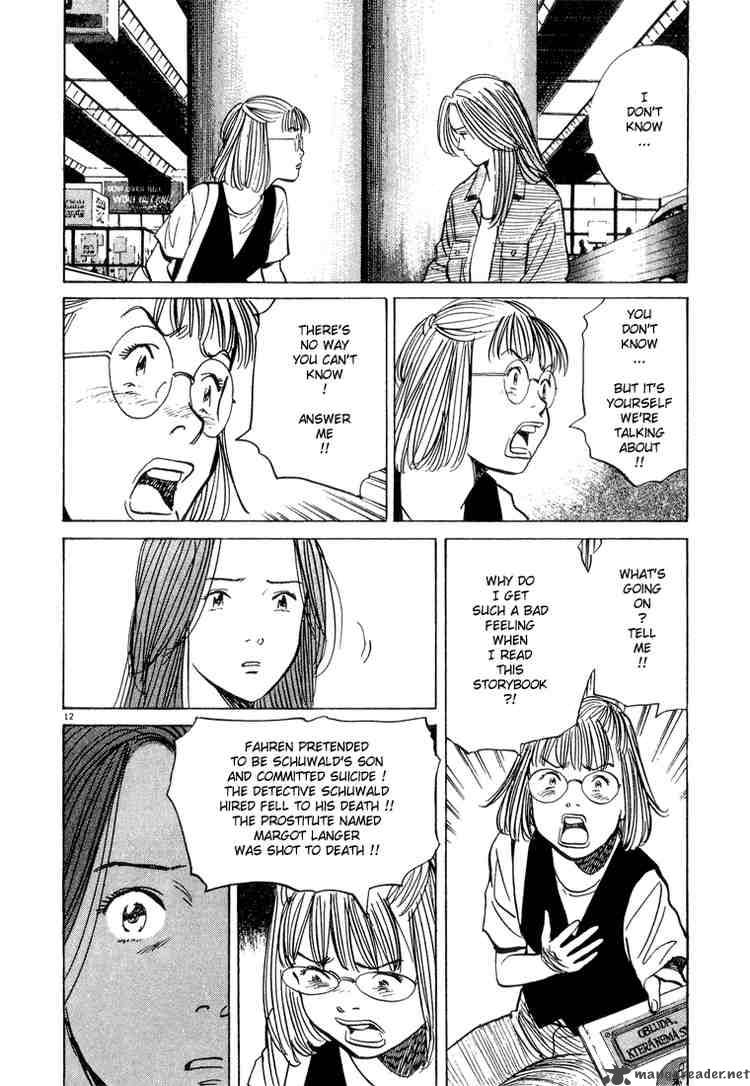 I
DON'T
KNOW
...
YOU
DON'T
KNOW
...
BUT IT'S
YOURSELF
WE'RE
TALKING
ABOUT
!!
THERE'S
NO WAY
YOU CAN'T
KNOW
!
ANSWER
ME
!!
WHAT'S
GOING
ON
?
TELL
ME !!
WHY DO
I GET
SUCH A BAD
FEELING
WHEN
I READ
THIS
STORYBOOK
?!
OBLUDA,
KTERÁ NEMÁ S
12
FAHREN PRETENDED
TO BE SCHUWALD'S SON
AND COMMITTED SUICIDE !
THE DETECTIVE SCHUWALD
HIRED FELL TO HIS DEATH !!
THE PROSTITUTE NAMED
MARGOT LANGER
WAS SHOT TO DEATH !!
mangareader.net